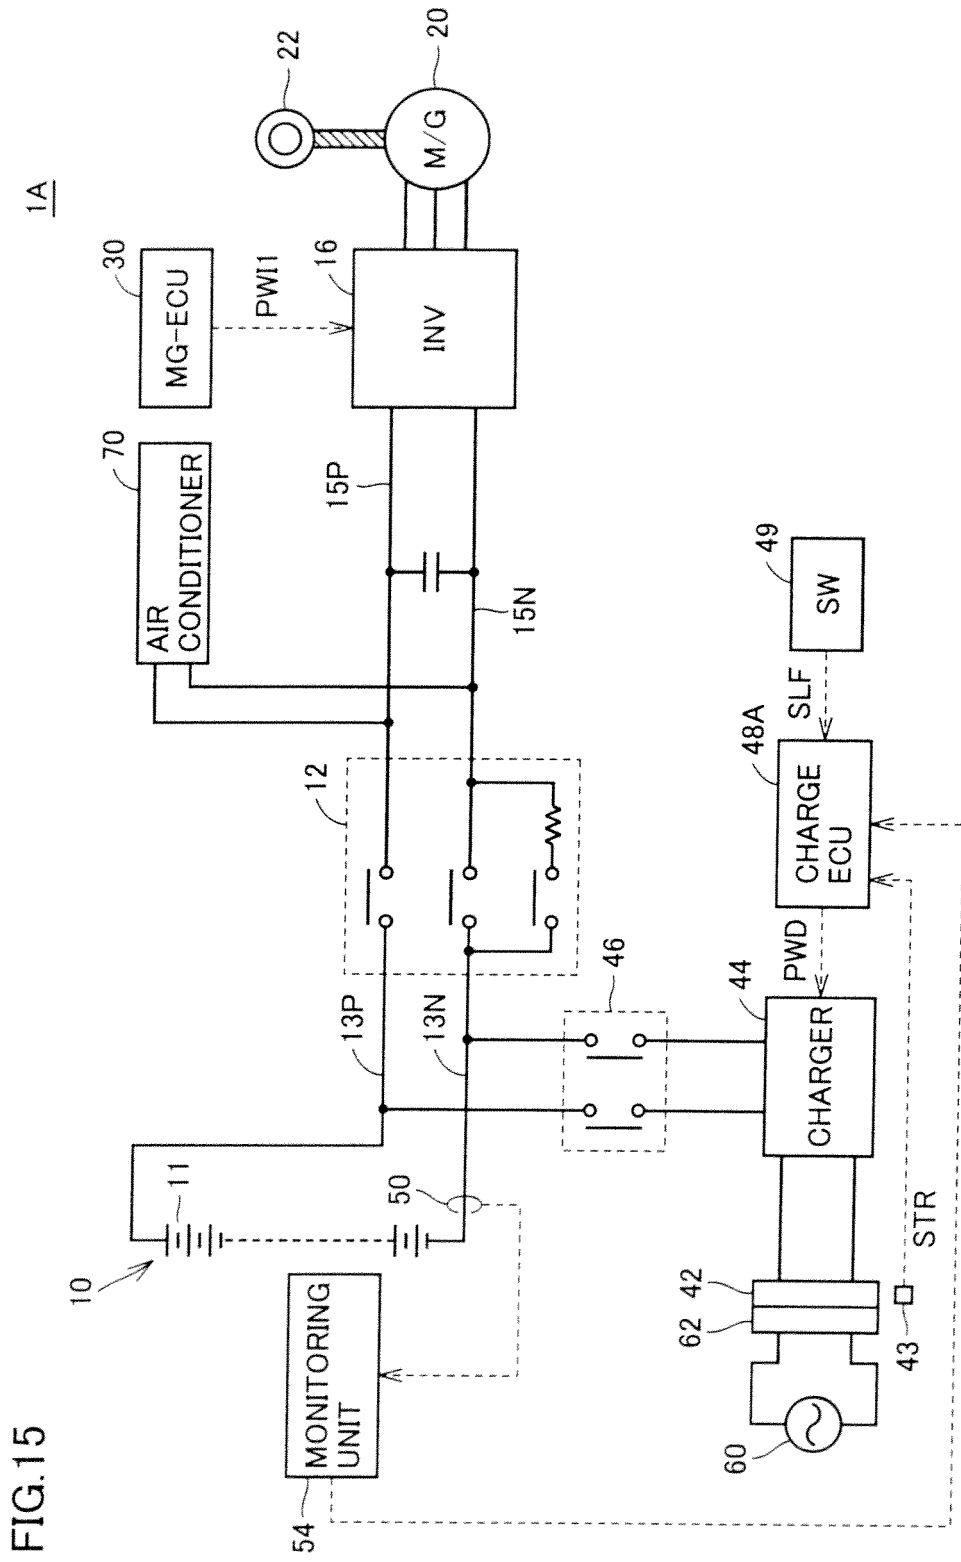 FIG.15
1A
10
11
50
54
MONITORING
UNIT
13P
13N
12
46
70
AIR
CONDITIONER
15P
15N
30
MG-ECU
PWI1
16
INV
22
M/G
20
60
62
42
43
STR
44
CHARGER
PWD
48A
CHARGE
ECU
SLF
49
SW